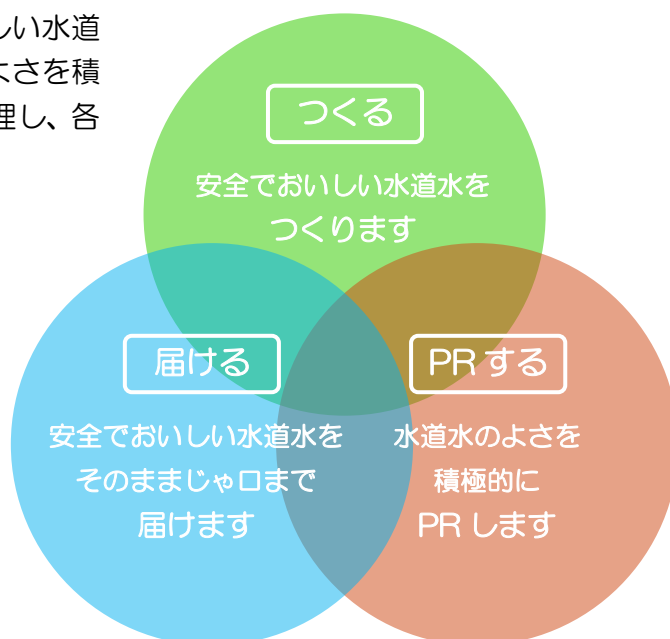 しい水道
よさを積
理し、各
つくる
安全でおいしい水道水を
つくります
届ける
安全でおいしい水道水を
そのままじゃ口まで
届けます
PRする
水道水のよさを
積極的に
PRします